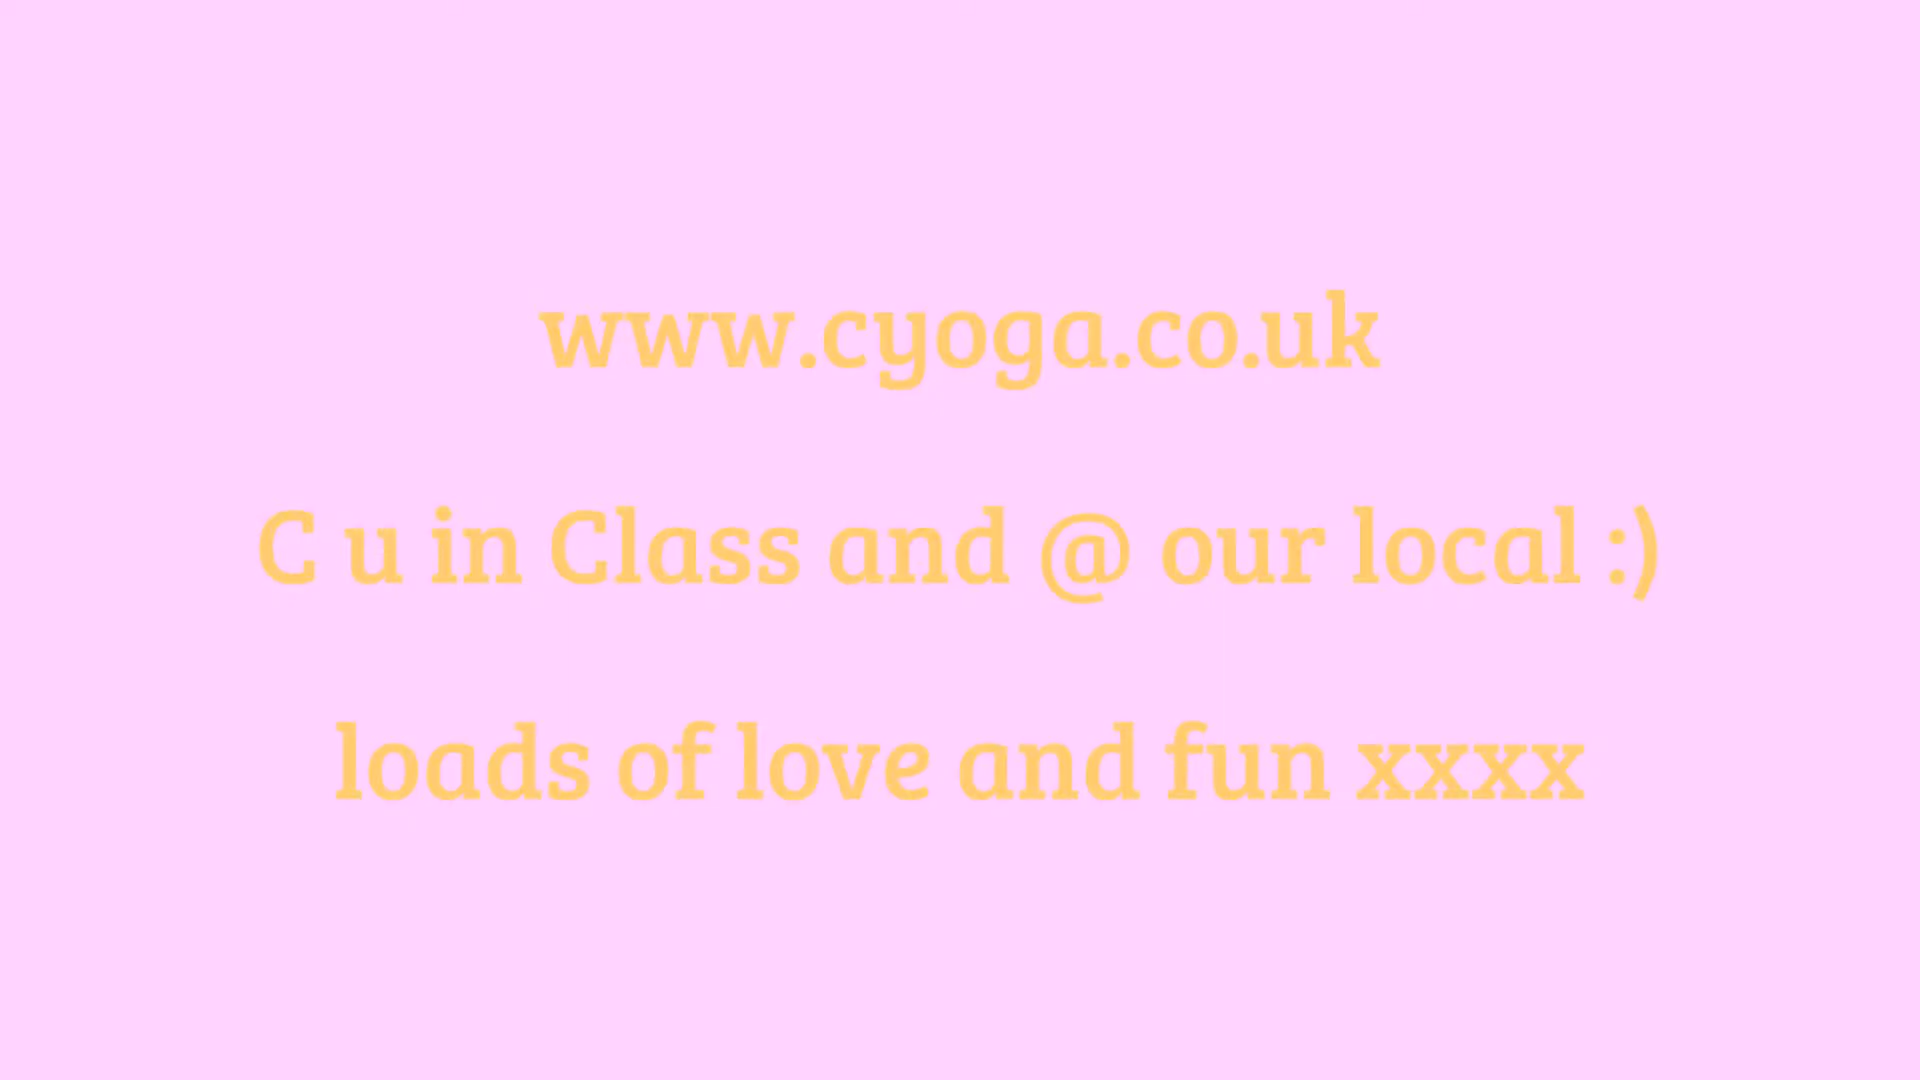 www.cyoga.co.uk
C u in Class and @ our local :)
loads of love and fun xxxx